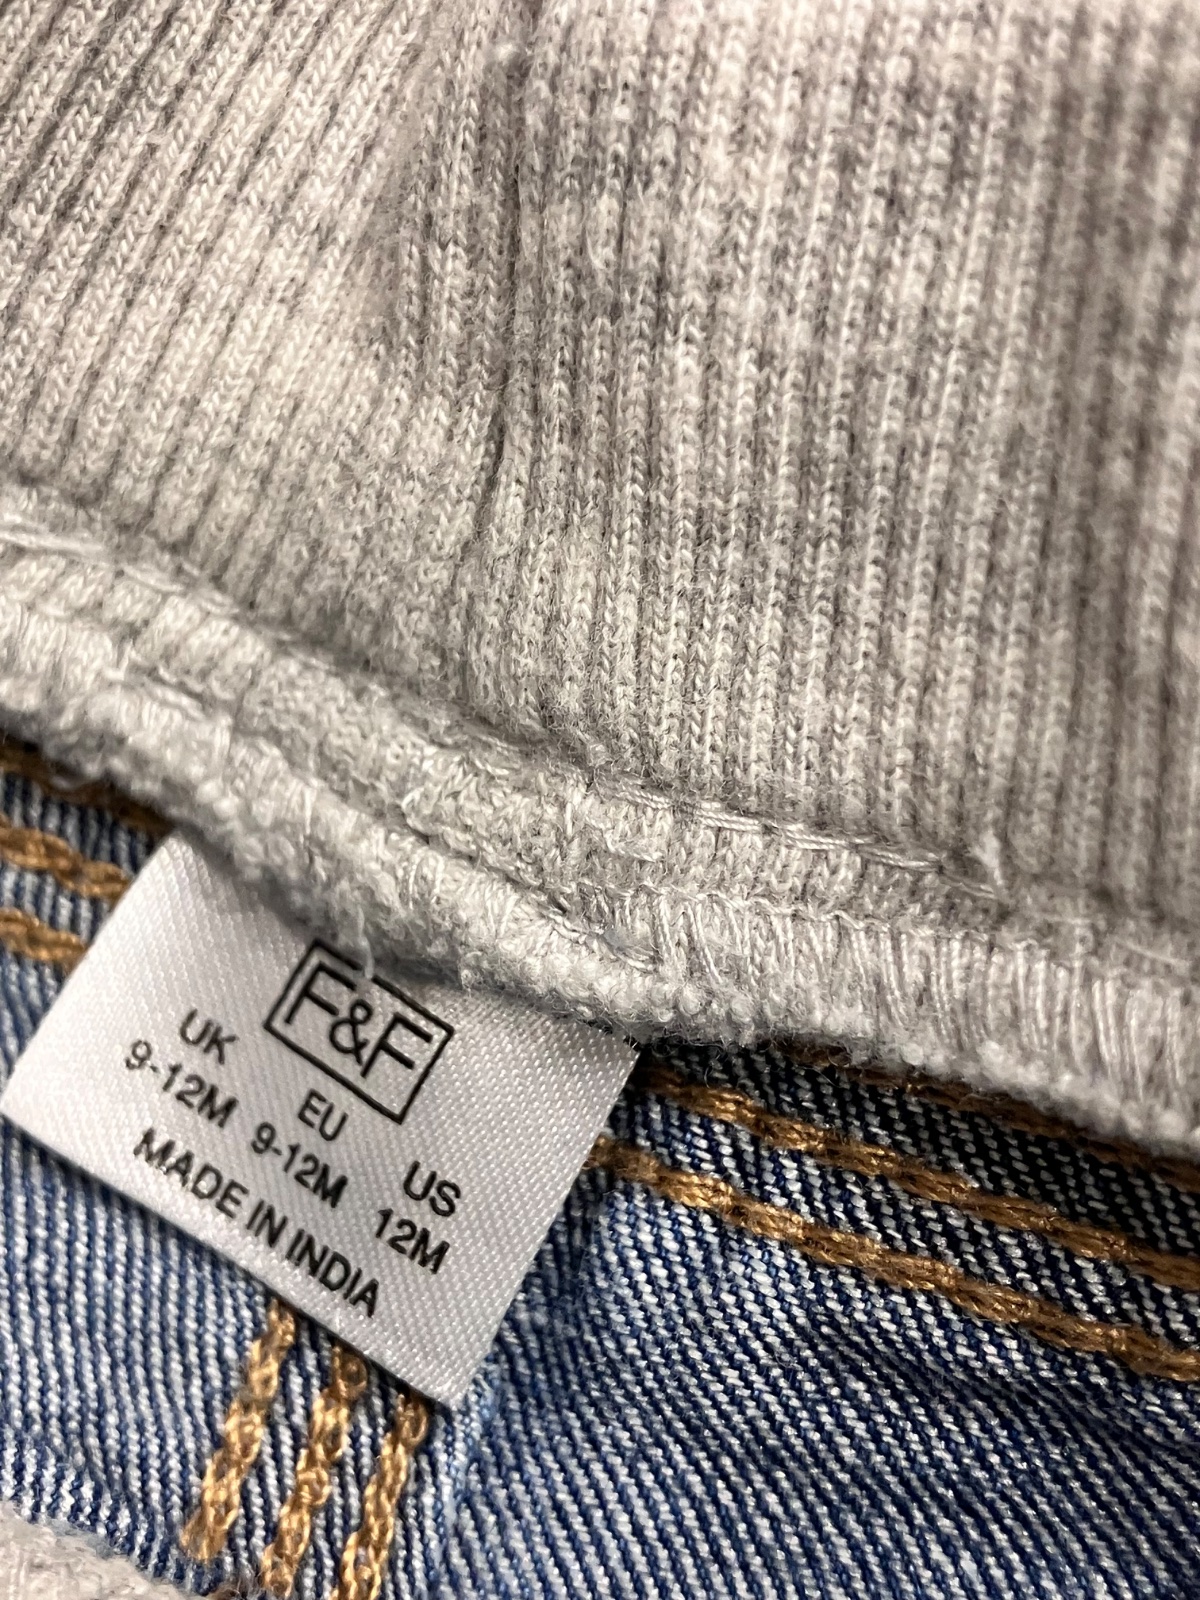 F&F
UK EU US
9-12M 9-12M 12M
MADE IN INDIA